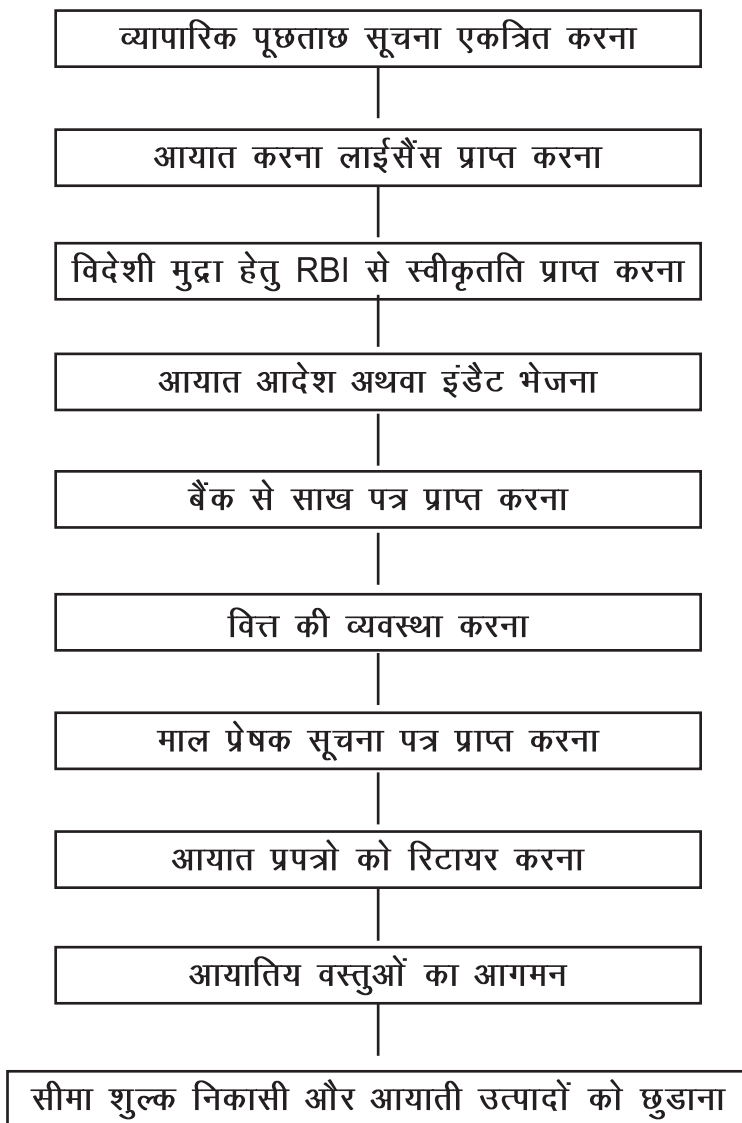 व्यापारिक पूछताछ सूचना एकत्रित करना
आयात करना लाईसैंस प्राप्त करना
विदेशी मुद्रा हेतु RBI से स्वीकृतति प्राप्त करना
आयात आदेश अथवा इंडैट भेजना
बैंक से साख पत्र प्राप्त करना
वित्त की व्यवस्था करना
माल प्रेषक सूचना पत्र प्राप्त करना
आयात प्रपत्रो को रिटायर करना
आयातिय वस्तुओं का आगमन
सीमा शुल्क निकासी और आयाती उत्पादों को छुडाना